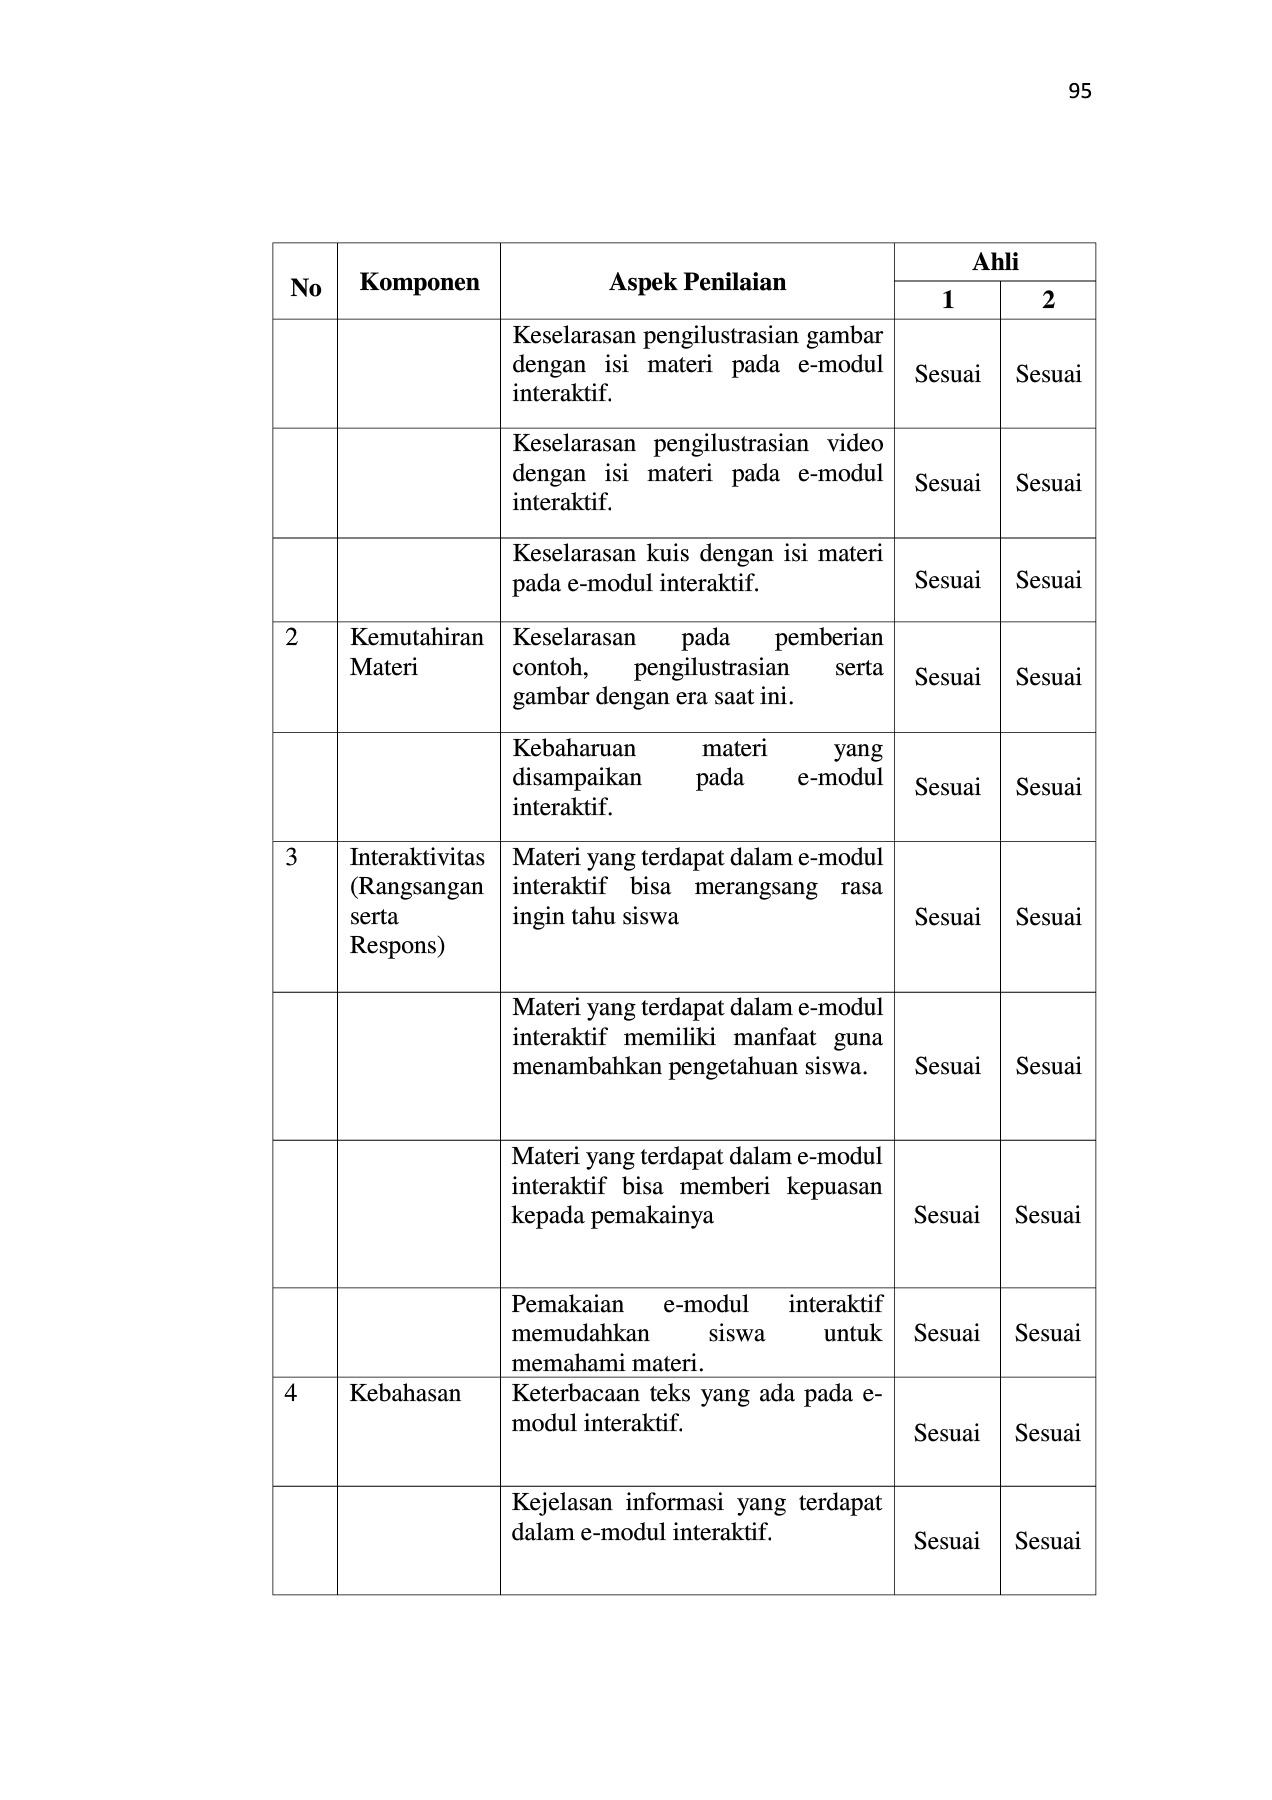 95
No Komponen Aspek Penilaian Ahli
1 2
Keselarasan pengilustrasian gambar
dengan isi materi pada e-modul
interaktif.
Sesuai Sesuai
Keselarasan pengilustrasian video
dengan isi materi pada e-modul
interaktif.
Sesuai Sesuai
Keselarasan kuis dengan isi materi
pada e-modul interaktif.
Sesuai Sesuai
2 Kemutahiran
Materi
Keselarasan pada pemberian
contoh, pengilustrasian serta
gambar dengan era saat ini.
Sesuai Sesuai
Kebaharuan materi yang
disampaikan pada e-modul
interaktif.
Sesuai Sesuai
3 Interaktivitas
(Rangsangan
serta
Respons)
Materi yang terdapat dalam e-modul
interaktif bisa merangsang rasa
ingin tahu siswa
Sesuai Sesuai
Materi yang terdapat dalam e-modul
interaktif memiliki manfaat guna
menambahkan pengetahuan siswa.
Sesuai Sesuai
Materi yang terdapat dalam e-modul
interaktif bisa memberi kepuasan
kepada pemakainya
Sesuai Sesuai
Pemakaian e-modul interaktif
memudahkan siswa untuk
memahami materi.
Sesuai Sesuai
4 Kebahasan
Keterbacaan teks yang ada pada e-
modul interaktif.
Sesuai Sesuai
Kejelasan informasi yang terdapat
dalam e-modul interaktif.
Sesuai Sesuai